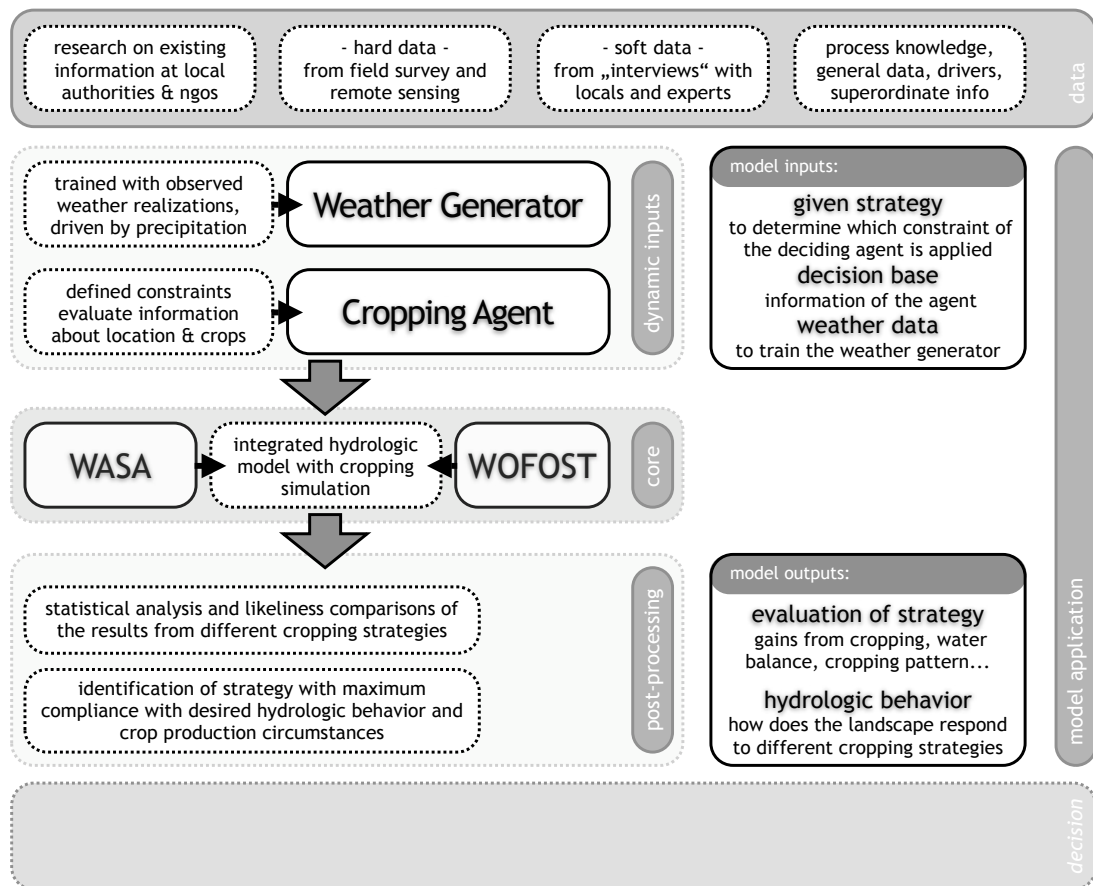 research on existing
information at local
authorities & ngos
- hard data -
from field survey and
remote sensing
- soft data -
from „interviews“ with
locals and experts
process knowledge,
general data, drivers,
superordinate info
data
trained with observed
weather realizations,
driven by precipitation
Weather Generator
defined constraints
evaluate information
about location & crops
Cropping Agent
dynamic inputs
model inputs:
given strategy
to determine which constraint of
the deciding agent is applied
decision base
information of the agent
weather data
to train the weather generator
WASA
integrated hydrologic
model with cropping
simulation
WOFOST
core
statistical analysis and likeliness comparisons of
the results from different cropping strategies
identification of strategy with maximum
compliance with desired hydrologic behavior and
crop production circumstances
post-processing
model outputs:
evaluation of strategy
gains from cropping, water
balance, cropping pattern...
hydrologic behavior
how does the landscape respond
to different cropping strategies
model application
decision